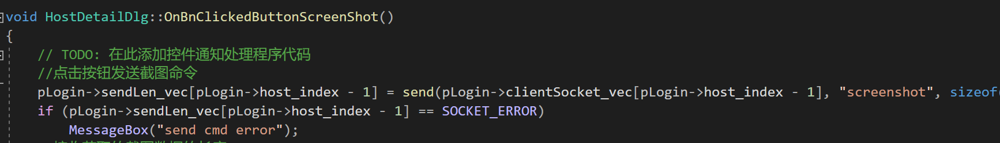 void HostDetailDlg::OnBnClickedButtonScreenShot()
{
// TODO: 在此添加控件通知处理程序代码
//点击按钮发送截图命令
pLogin->sendLen_vec[pLogin->host_index - 1] = send(pLogin->clientSocket_vec[pLogin->host_index - 1], "screenshot", sizeof(
if (pLogin->sendLen_vec[pLogin->host_index - 1] == SOCKET_ERROR)
MessageBox("send cmd error");